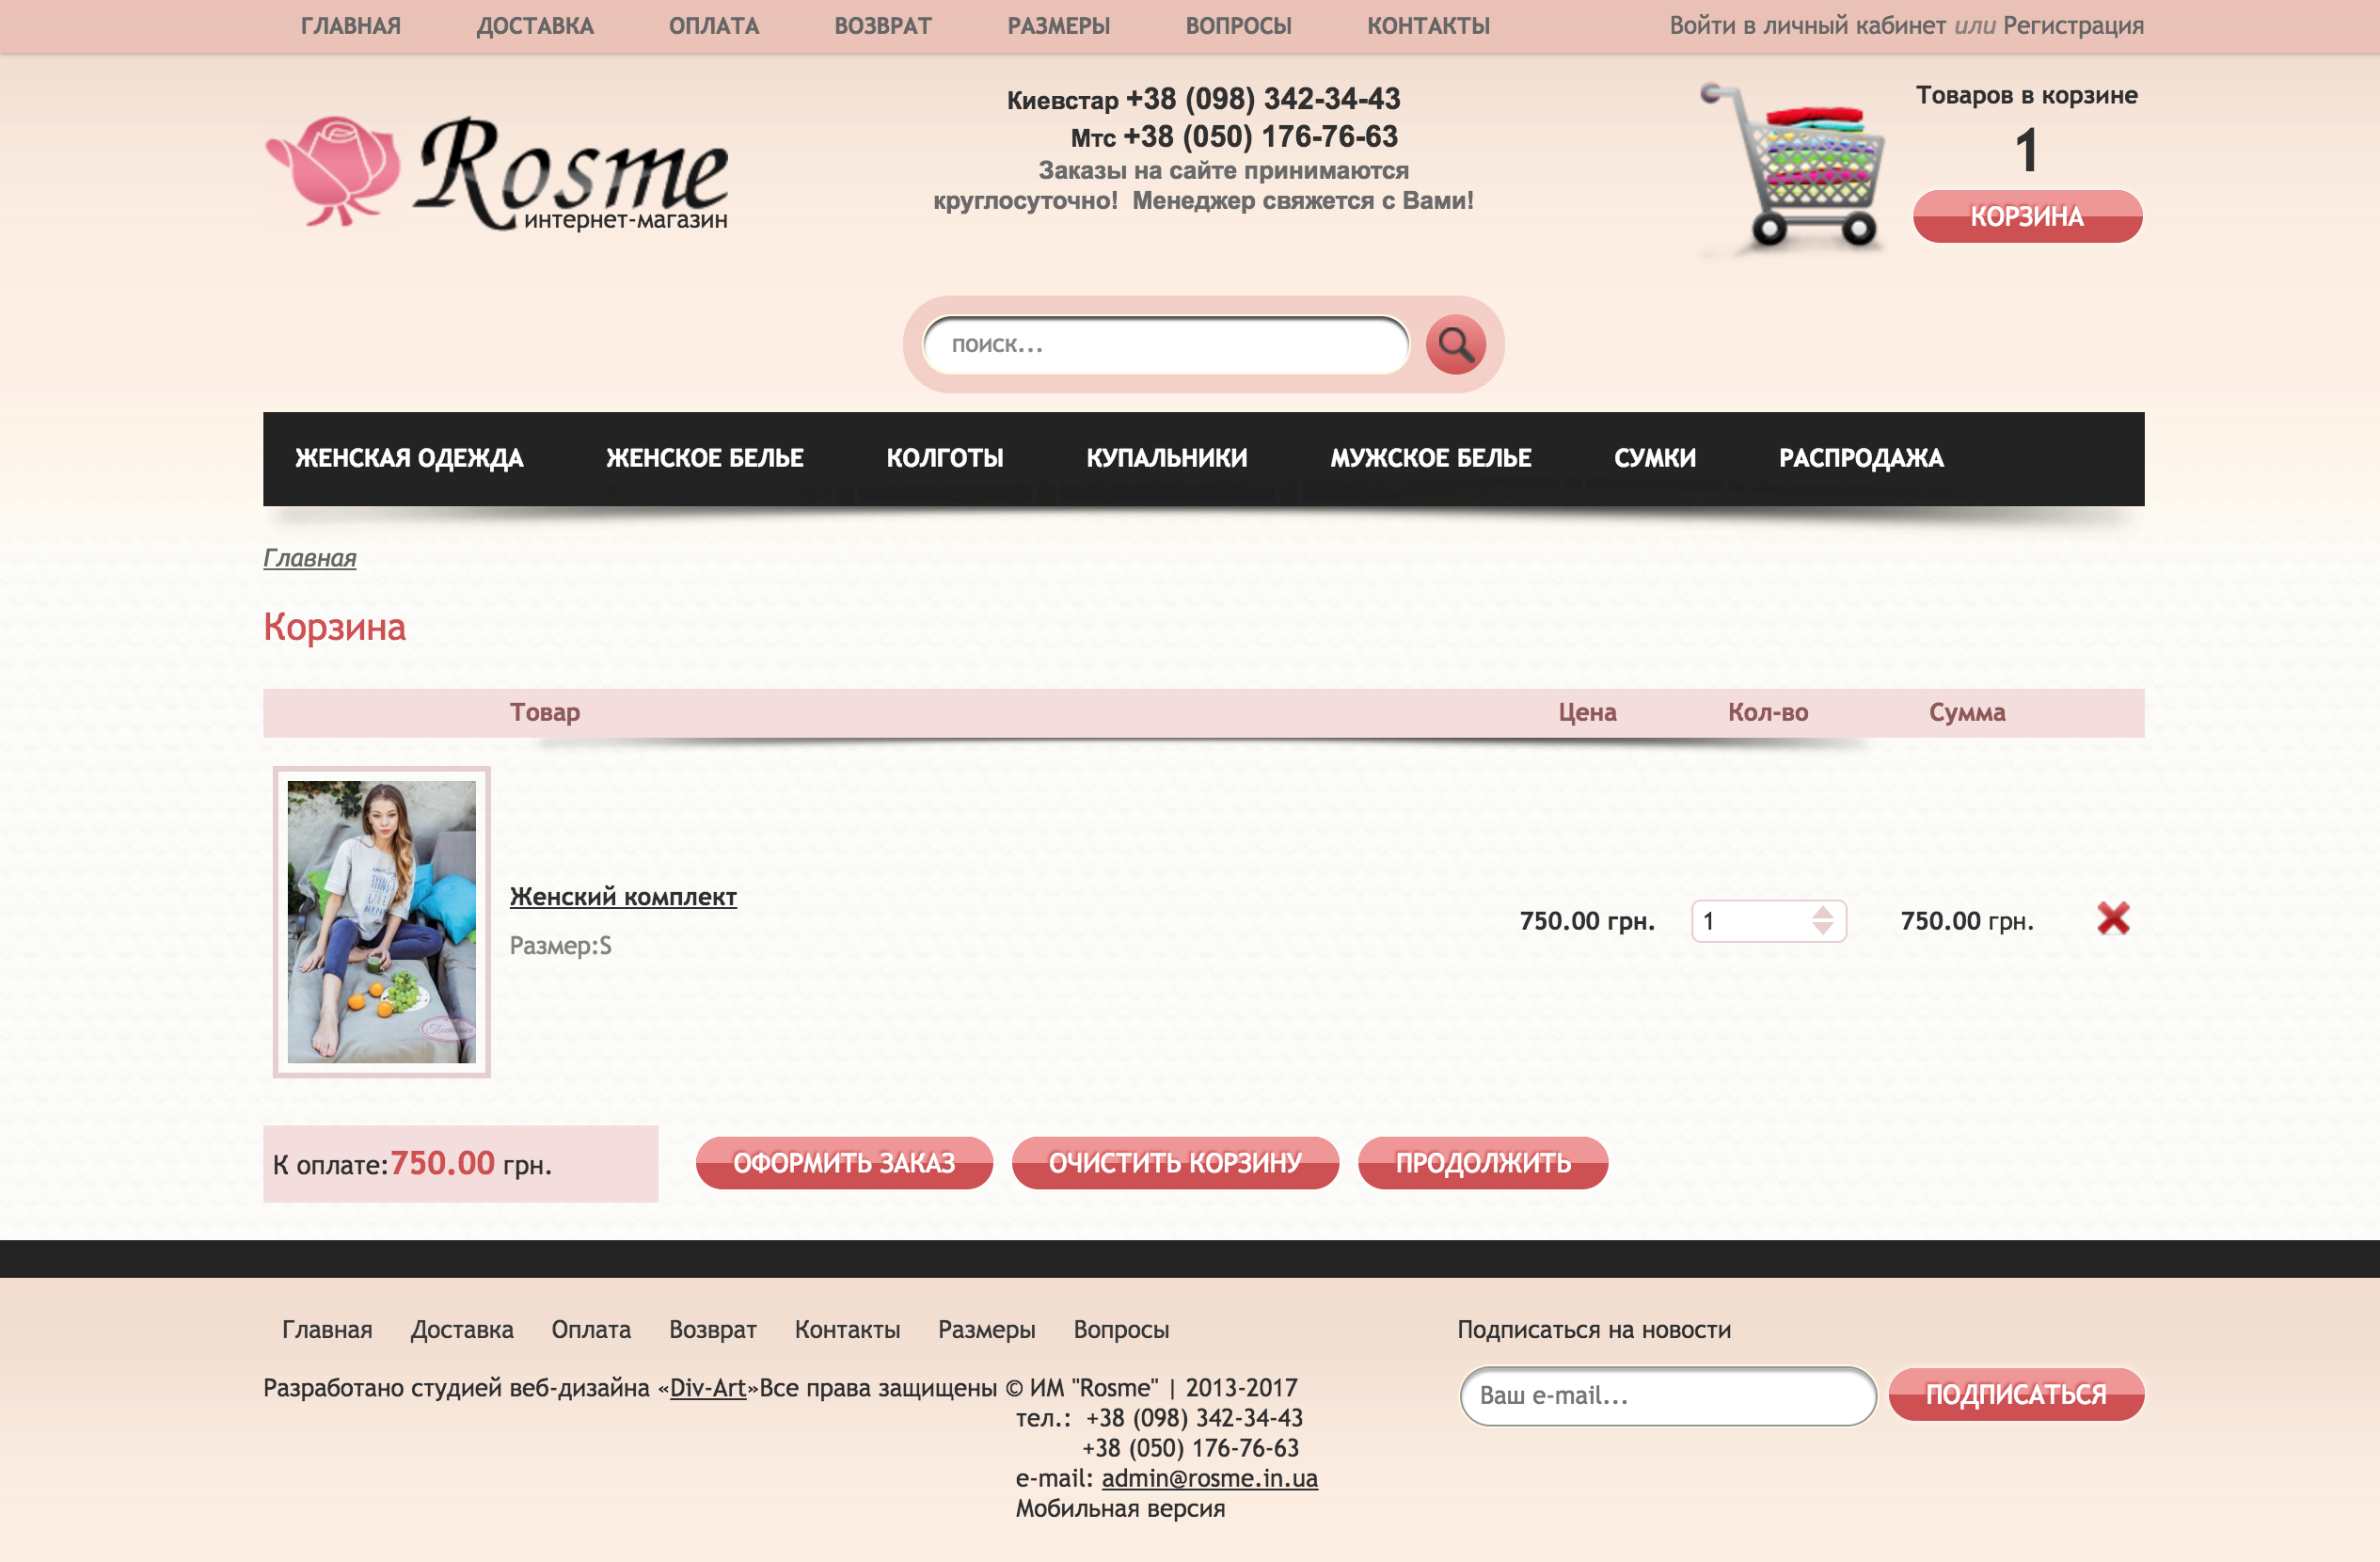 ГЛАВНАЯ ДОСТАВКА ОПЛАТА ВОЗВРАТ РАЗМЕРЫ ВОПРОСЫ КОНТАКТЫ Войти в личный кабинет или Регистрация
Rosme
интернет-магазин
Киевстар +38 (098) 342-34-43
Мтс +38 (050) 176-76-63
Заказы на сайте принимаются
круглосуточно! Менеджер свяжется с Вами!
Товаров в корзине
1
КОРЗИНА
поиск...
ЖЕНСКАЯ ОДЕЖДА ЖЕНСКОЕ БЕЛЬЕ КОЛГОТЫ КУПАЛЬНИКИ МУЖСКОЕ БЕЛЬЕ СУМКИ РАСПРОДАЖА
Главная
Корзина
Товар Цена Кол-во Сумма
Женский комплект
Размер:S
750.00 грн. 1 750.00 грн.
К оплате:750.00 грн. ОФОРМИТЬ ЗАКАЗ ОЧИСТИТЬ КОРЗИНУ ПРОДОЛЖИТЬ
Главная Доставка Оплата Возврат Контакты Размеры Вопросы
Разработано студией веб-дизайна «Div-Art»Все права защищены © ИМ "Rosme" | 2013-2017
тел.: +38 (098) 342-34-43
+38 (050) 176-76-63
e-mail: admin@rosme.in.ua
Мобильная версия
Подписаться на новости
Ваш e-mail... ПОДПИСАТЬСЯ